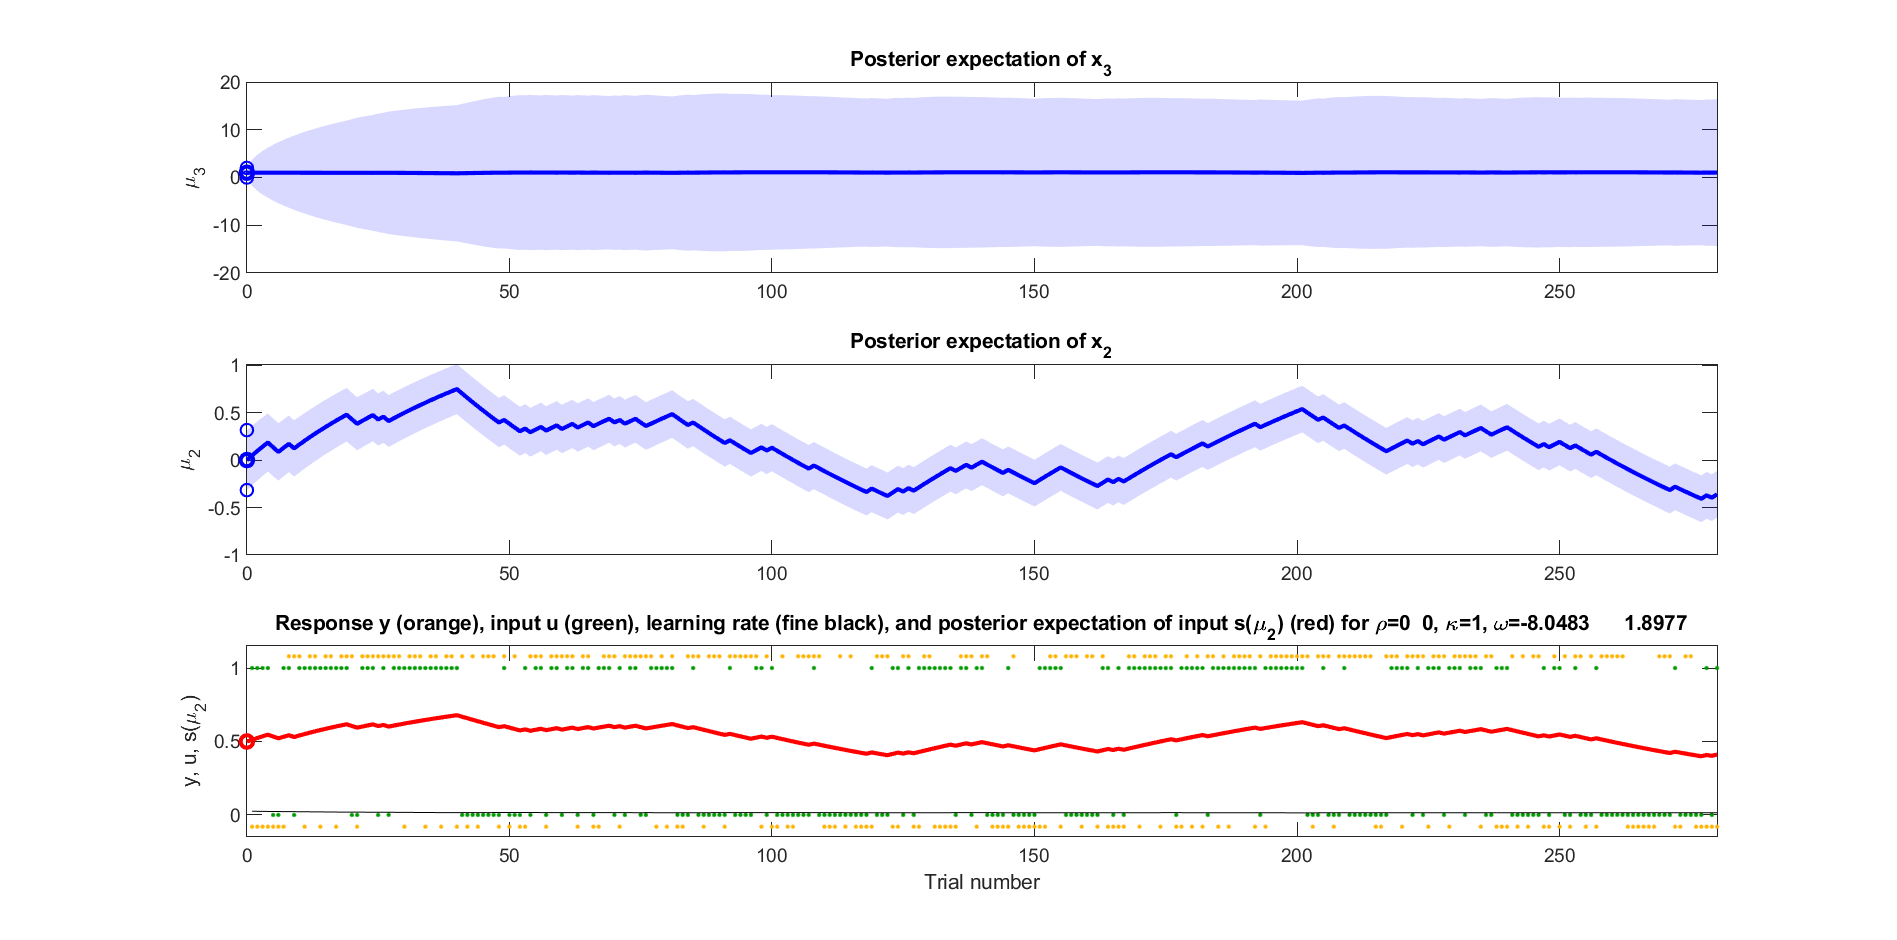 Posterior expectation of x3
20
10
0
-10
-20
μ3
0 50 100 150 200 250
Posterior expectation of x2
1
0.5
0
-0.5
-1
μ2
0 50 100 150 200 250
Response y (orange), input u (green), learning rate (fine black), and posterior expectation of input s(μ2) (red) for ρ=0 0, κ=1, ω=-8.0483 1.8977
1
0.5
0
y, u, s(μ2)
0 50 100 150 200 250
Trial number